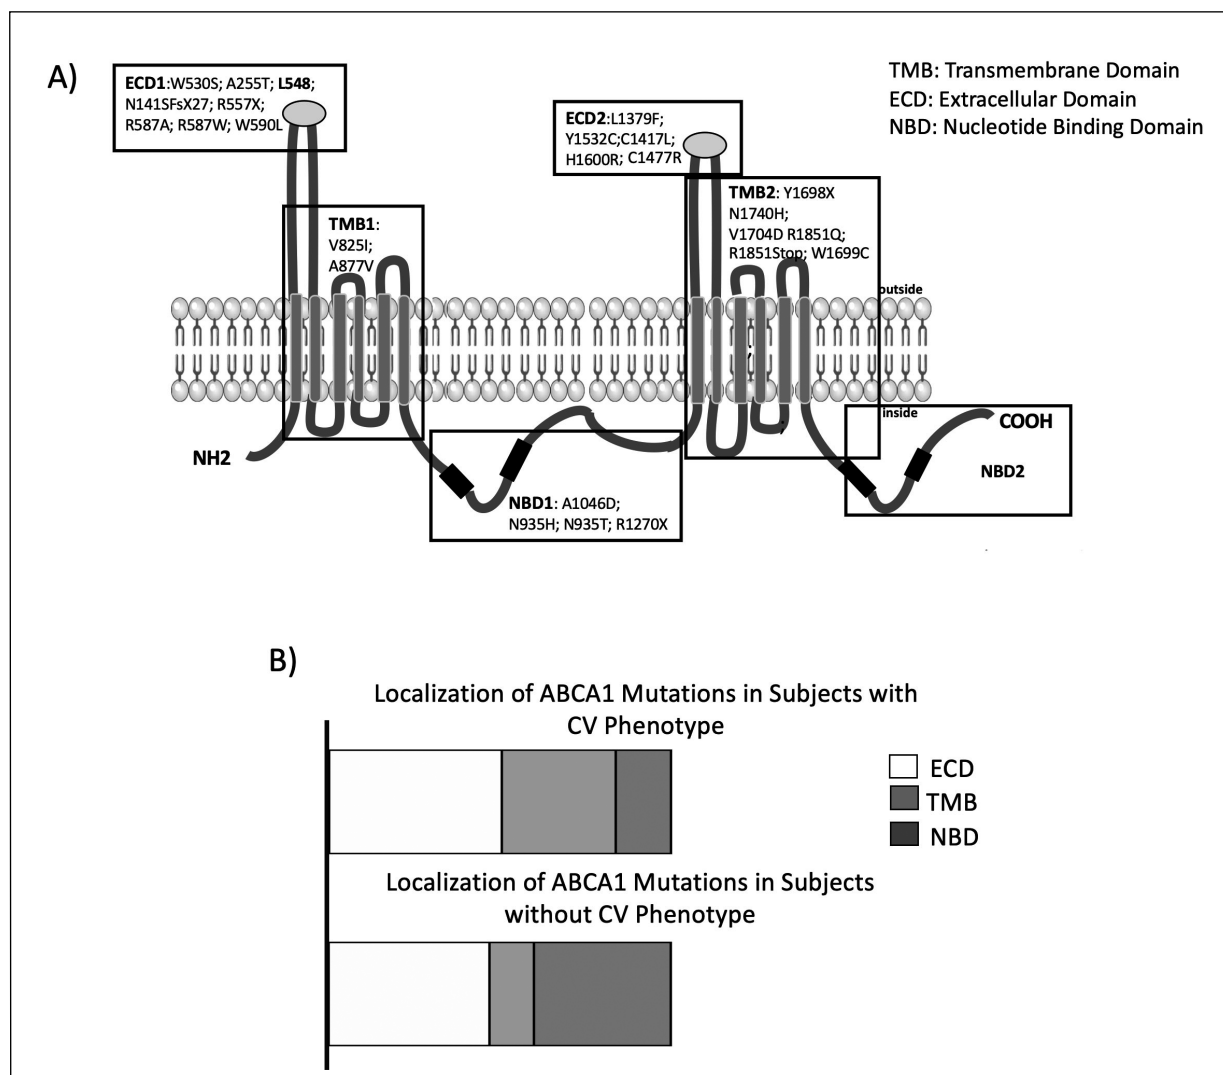 A)
ECD1:W530S; A255T; L548;
N141SFsX27; R557X;
R587A; R587W; W590L
ECD2:L1379F;
Y1532C;C1417L;
H1600R; C1477R
TMB: Transmembrane Domain
ECD: Extracellular Domain
NBD: Nucleotide Binding Domain
TMB1:
V825I;
A877V
TMB2: Y1698X
N1740H;
V1704D R1851Q;
R1851Stop; W1699C
outside
inside
NH2
COOH
NBD1: A1046D;
N935H; N935T; R1270X
NBD2
B)
Localization of ABCA1 Mutations in Subjects with
CV Phenotype
ECD
TMB
NBD
Localization of ABCA1 Mutations in Subjects
without CV Phenotype